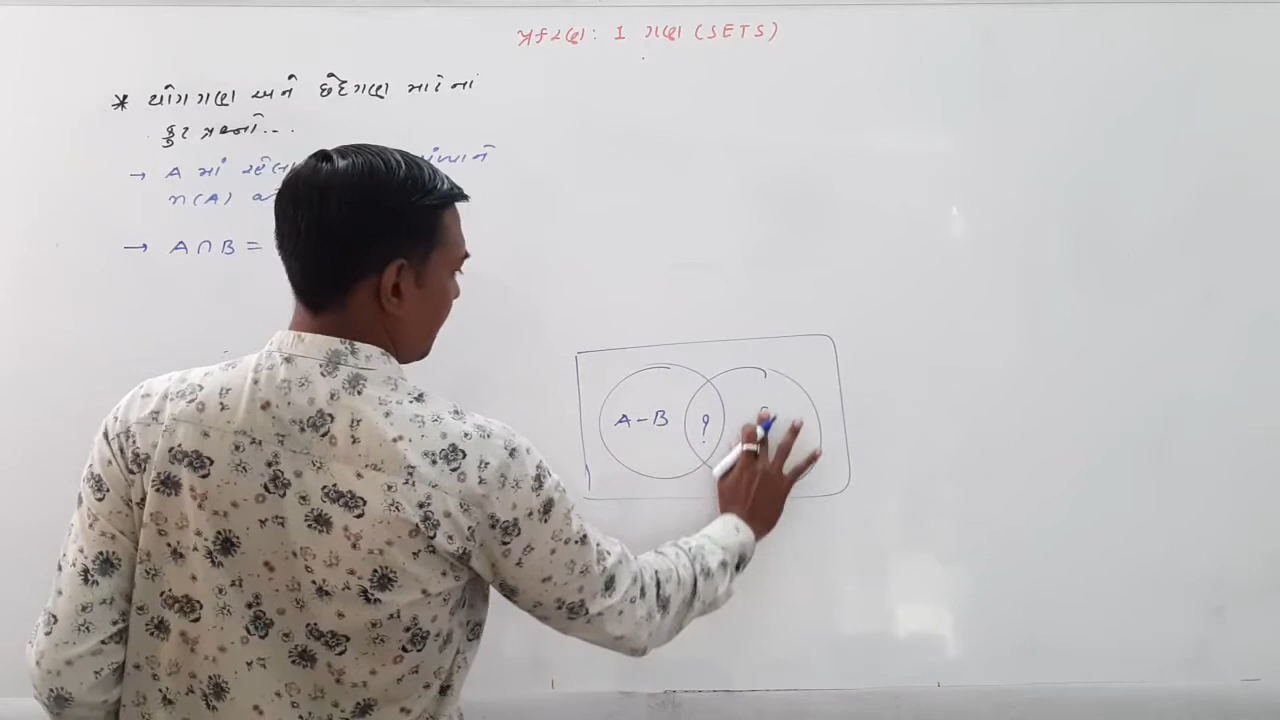 પ્રકરણ: 1 ગણ (SETS)
* યોગગણ અને છેદગણ માટેનાં
કુટ પ્રશ્નો...
→ A માં રહેલા
n(A)
→ A∩B =
A-B ?